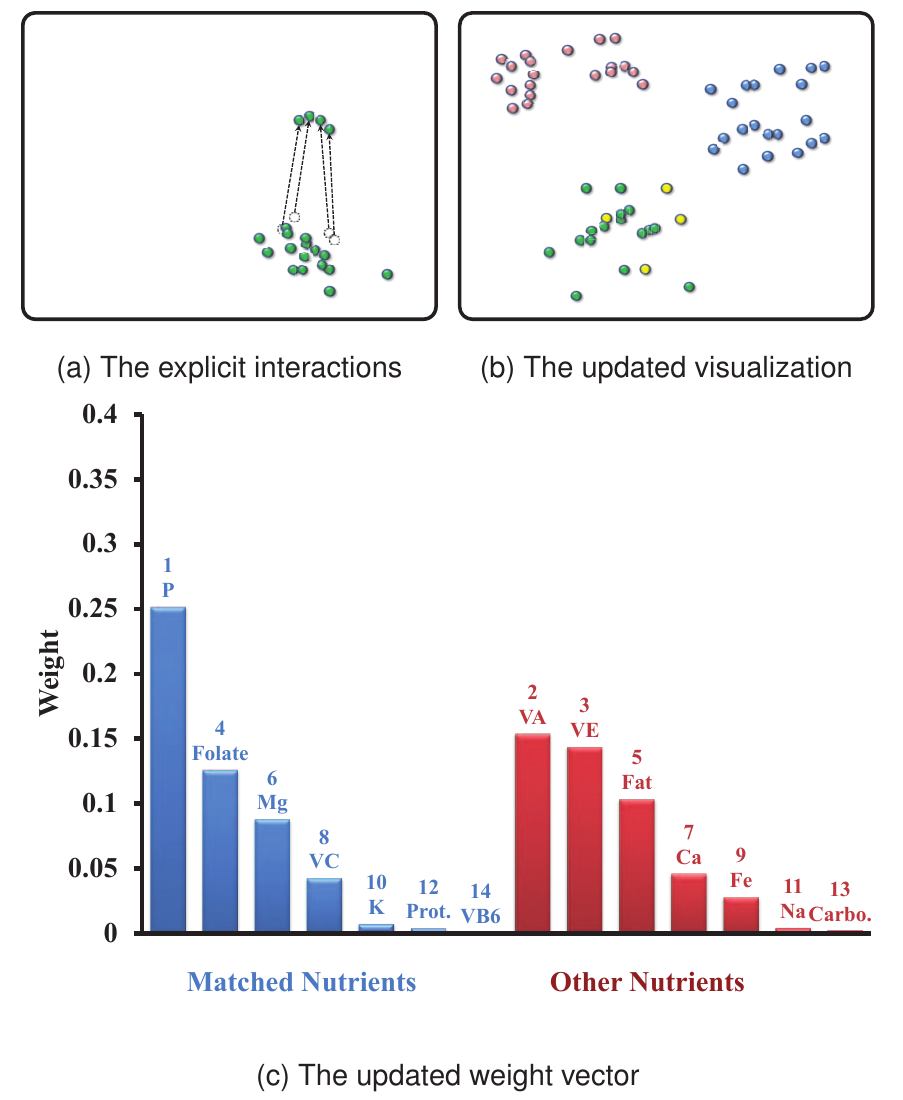 (a) The explicit interactions
(b) The updated visualization
0.4
0.35
0.3
0.25
0.2
0.15
0.1
0.05
0
Weight
1
P
4
Folate
6
Mg
8
VC
10
K
12
Prot.
14
VB6
2
VA
3
VE
5
Fat
7
Ca
9
Fe
11
Na
13
Carbo.
Matched Nutrients
Other Nutrients
(c) The updated weight vector